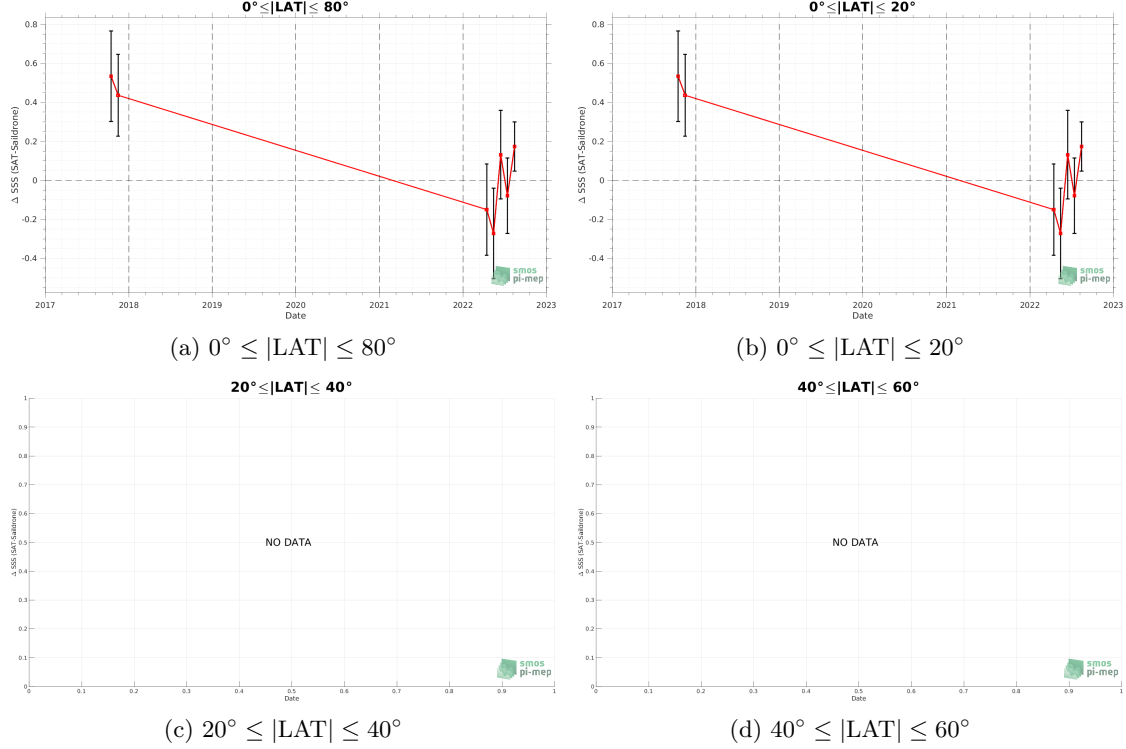 0°≤|LAT|≤ 80°
0.8
0.6
0.4
0.2
0
-0.2
-0.4
Δ SSS (SAT-Saildrone)
smos
pi-mep
2017 2018 2019 2020 2021 2022 2023
Date
(a) 0° ≤ |LAT| ≤ 80°
0°≤|LAT|≤ 20°
0.8
0.6
0.4
0.2
0
-0.2
-0.4
Δ SSS (SAT-Saildrone)
smos
pi-mep
2017 2018 2019 2020 2021 2022 2023
Date
(b) 0° ≤ |LAT| ≤ 20°
20°≤|LAT|≤ 40°
1
0.9
0.8
0.7
0.6
0.5
0.4
0.3
0.2
0.1
0
Δ SSS (SAT-Saildrone)
NO DATA
smos
pi-mep
0 0.1 0.2 0.3 0.4 0.5 0.6 0.7 0.8 0.9 1
Date
(c) 20° ≤ |LAT| ≤ 40°
40°≤|LAT|≤ 60°
1
0.9
0.8
0.7
0.6
0.5
0.4
0.3
0.2
0.1
0
Δ SSS (SAT-Saildrone)
NO DATA
smos
pi-mep
0 0.1 0.2 0.3 0.4 0.5 0.6 0.7 0.8 0.9 1
Date
(d) 40° ≤ |LAT| ≤ 60°